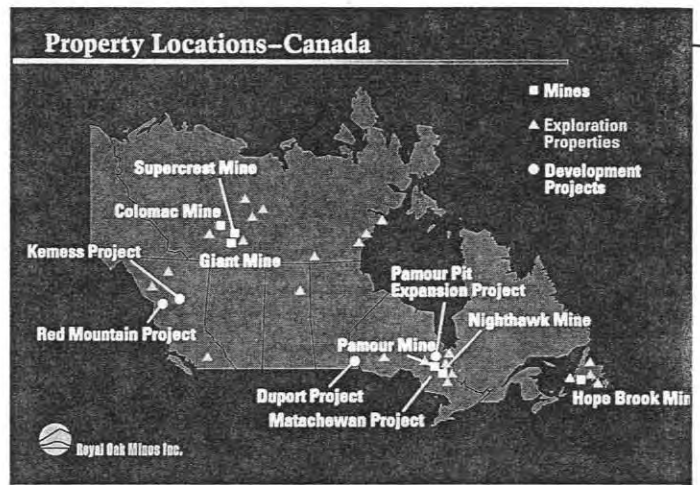 Property Locations–Canada
Mines
Exploration
Properties
Development
Projects
Supercrest Mine
Colomac Mine
Kemess Project
Giant Mine
Pamour Pit
Expansion Project
Nighthawk Mine
Red Mountain Project
Pamour Mine
Duport Project
Matachewan Project
Hope Brook Min
Royal Oak Mines Inc.